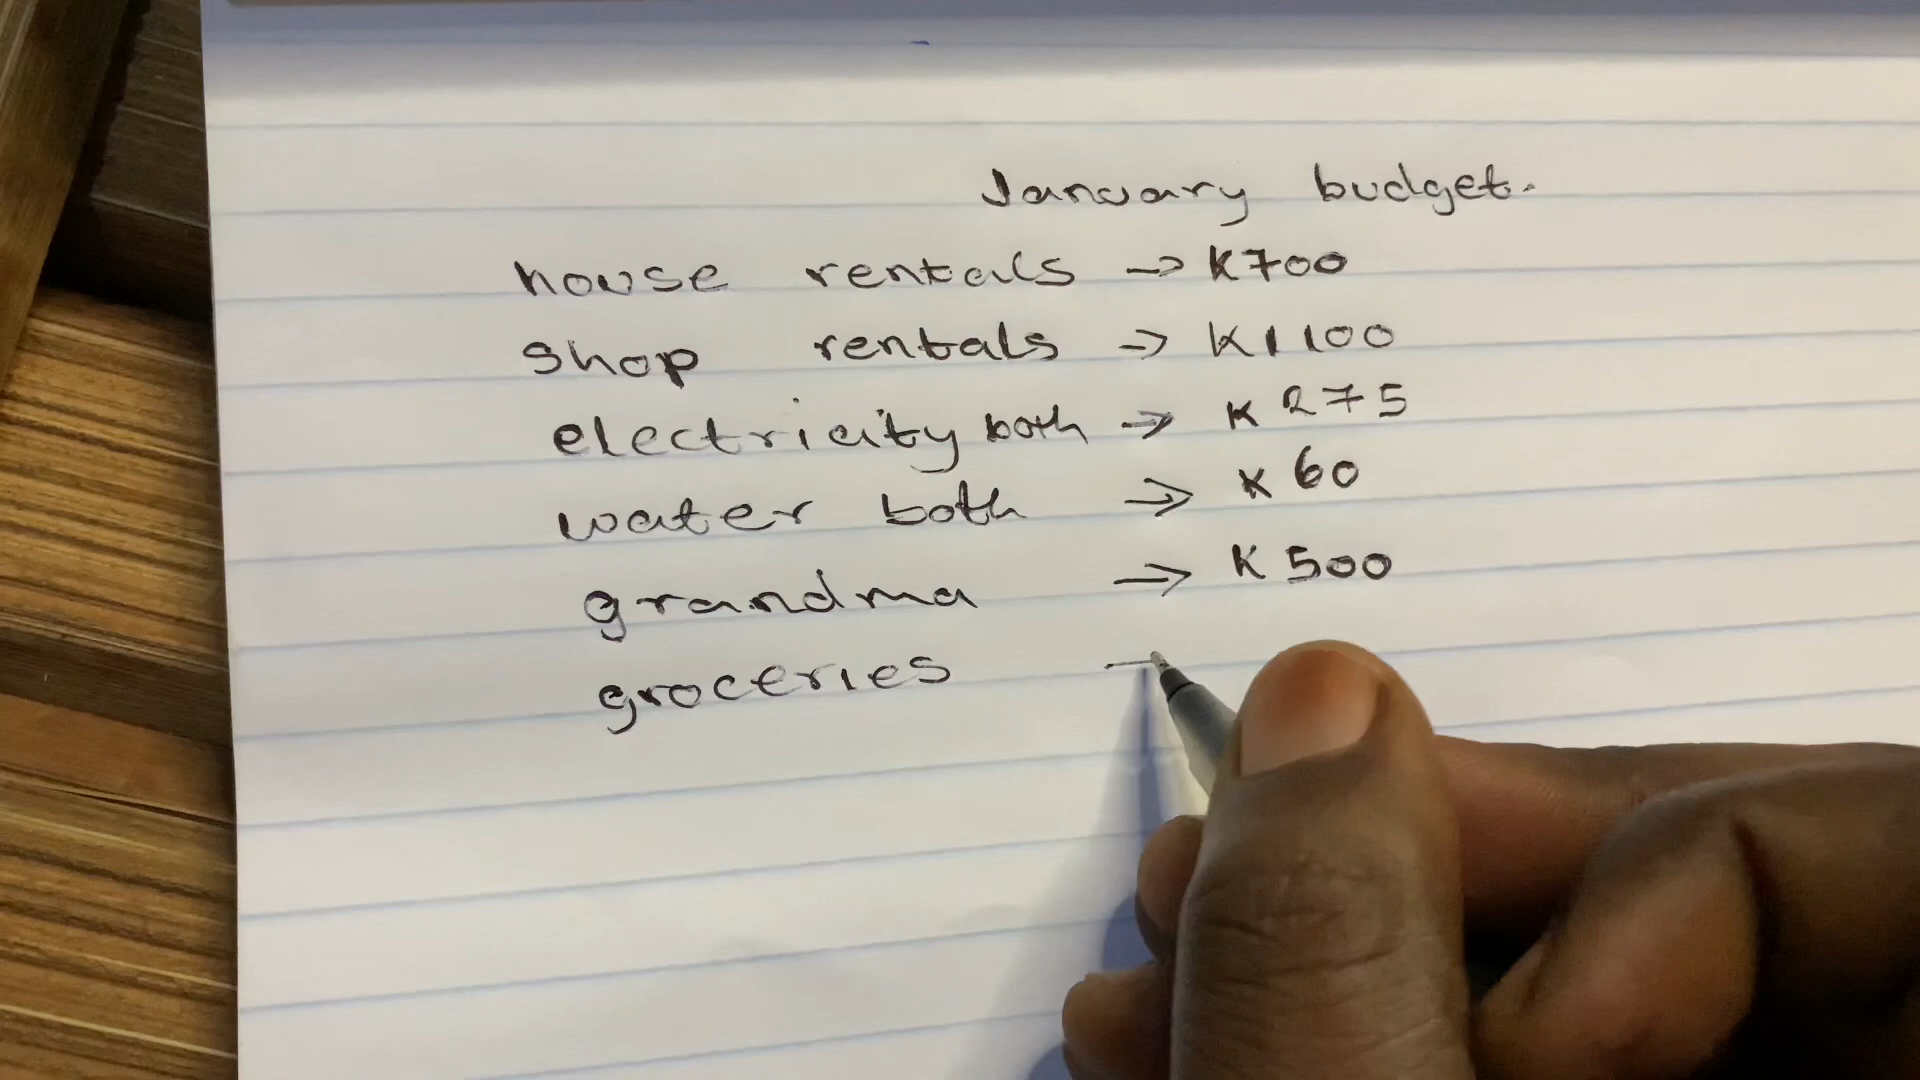 January budget.
house rentals → K700
shop rentals → K1100
electricity both → K275
water both → K60
grandma → K500
groceries –